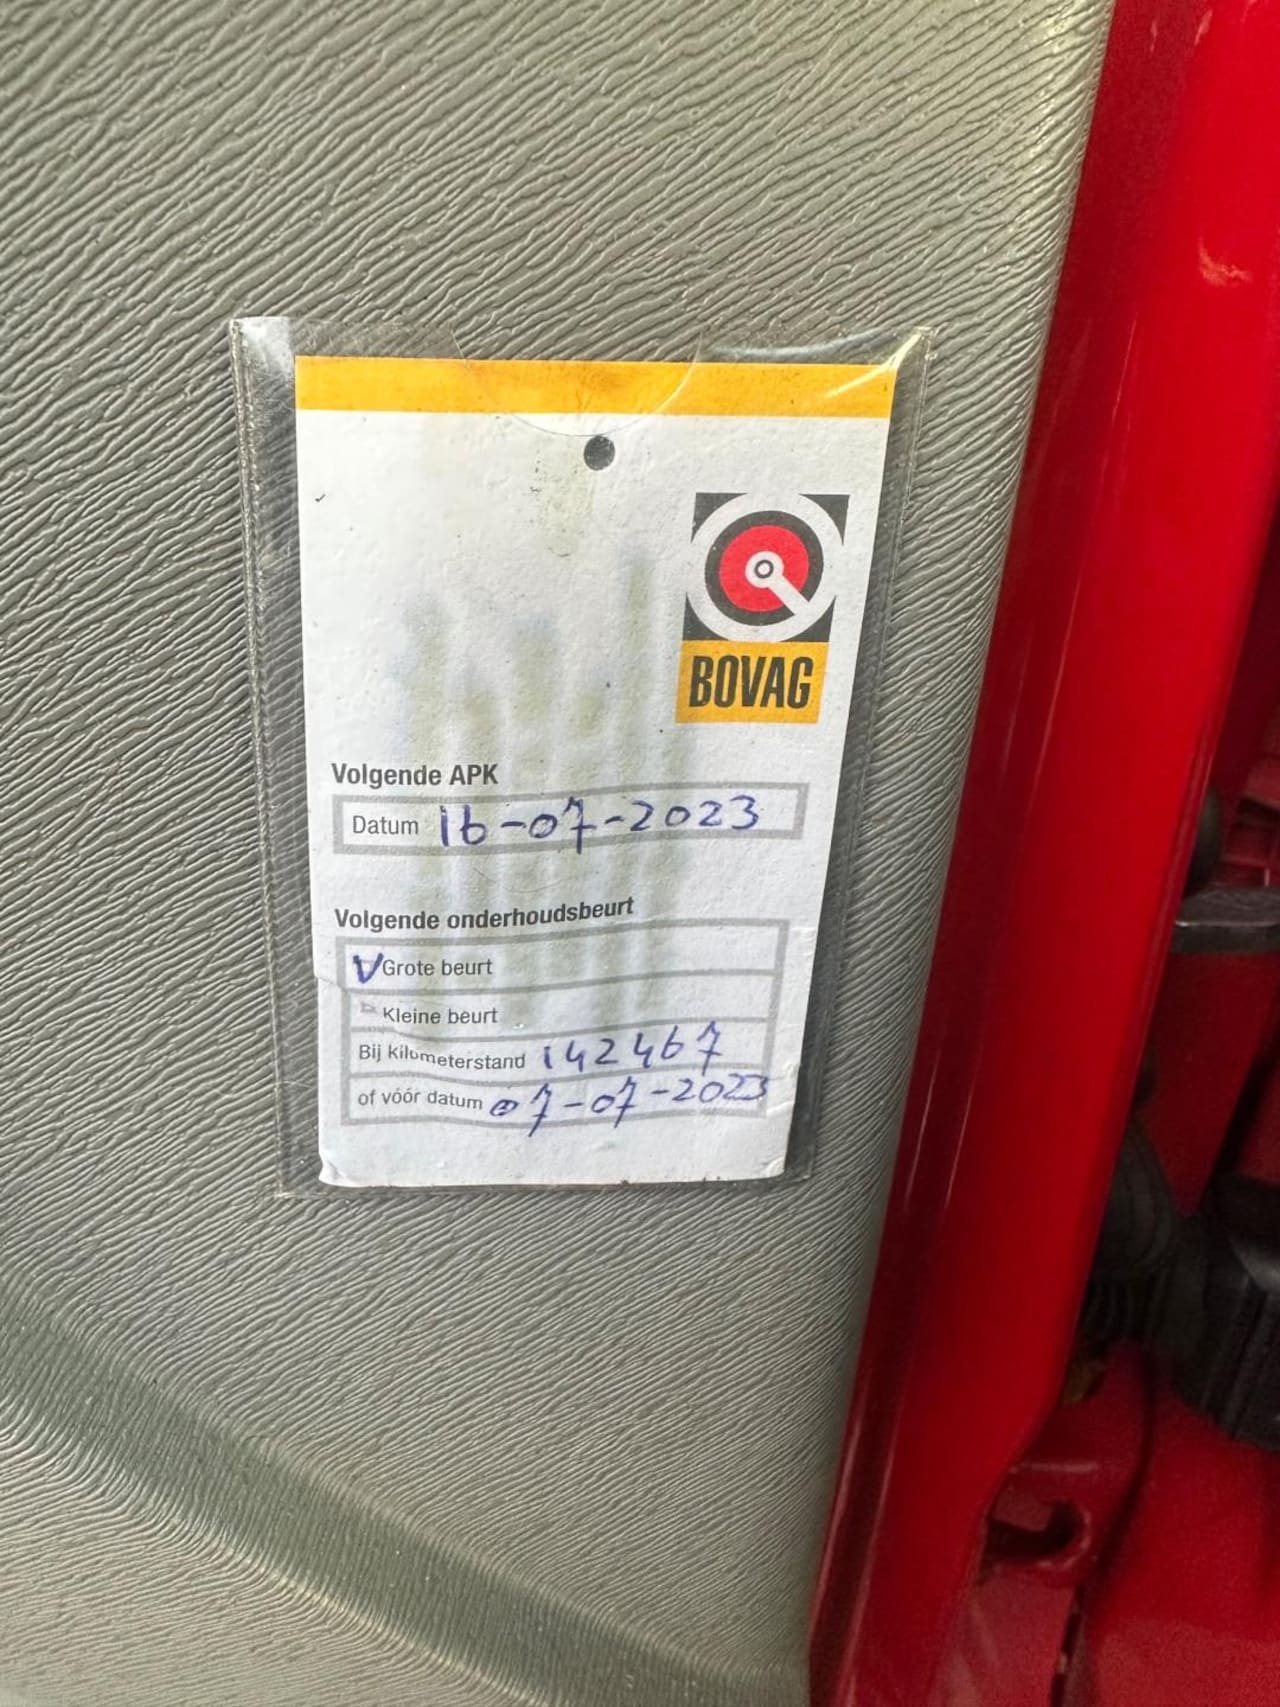 BOVAG
Volgende APK
Datum 16-07-2023
Volgende onderhoudsbeurt
V Grote beurt
Kleine beurt
Bij kilometerstand 142467
of vóór datum 07-07-2023